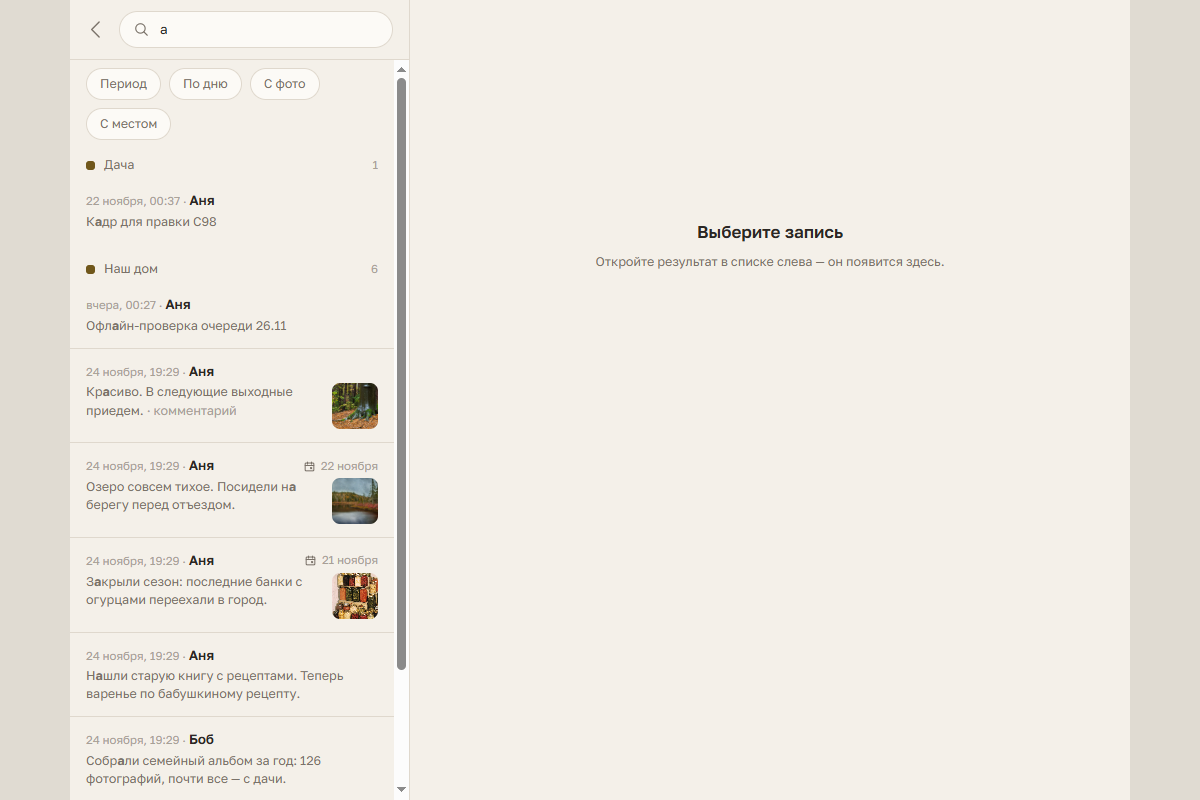 а
Период
По дню
С фото
С местом
Дача 1
22 ноября, 00:37 · Аня
Кадр для правки С98
Наш дом 6
вчера, 00:27 · Аня
Офлайн-проверка очереди 26.11
24 ноября, 19:29 · Аня
Красиво. В следующие выходные
приедем. · комментарий
24 ноября, 19:29 · Аня 22 ноября
Озеро совсем тихое. Посидели на
берегу перед отъездом.
24 ноября, 19:29 · Аня 21 ноября
Закрыли сезон: последние банки с
огурцами переехали в город.
24 ноября, 19:29 · Аня
Нашли старую книгу с рецептами. Теперь
варенье по бабушкиному рецепту.
24 ноября, 19:29 · Боб
Собрали семейный альбом за год: 126
фотографий, почти все — с дачи.
Выберите запись
Откройте результат в списке слева — он появится здесь.